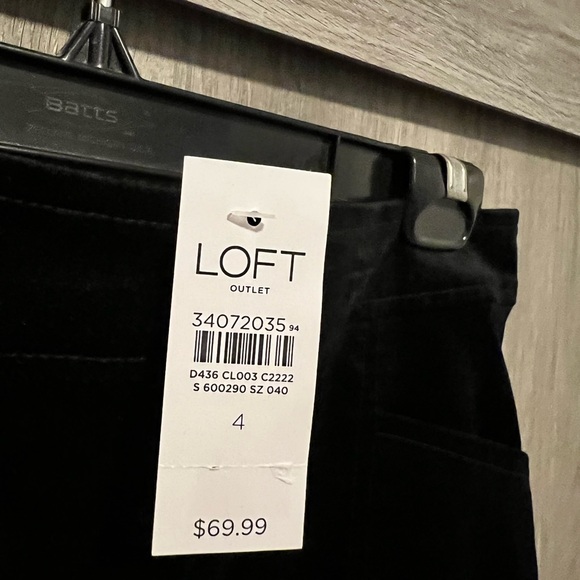 Batts
LOFT
OUTLET
34072035 94
D436 CL003 C2222
S 600290 SZ 040
4
$69.99